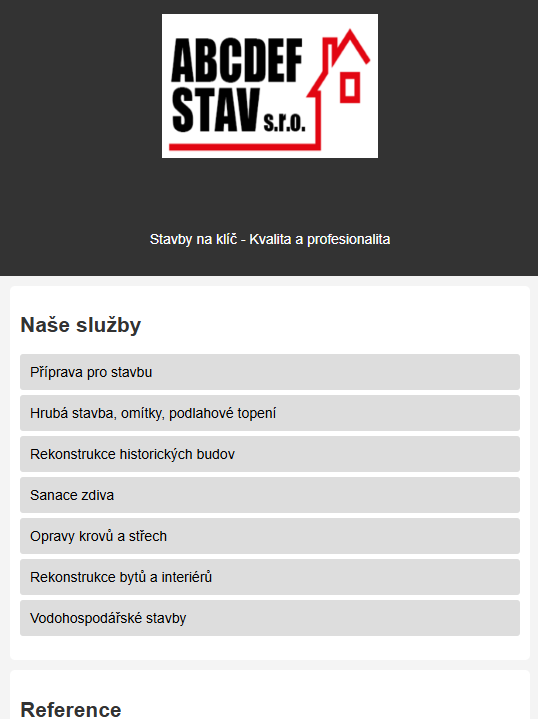 ABCDEF
STAV s.r.o.
Stavby na klíč - Kvalita a profesionalita
Naše služby
Příprava pro stavbu
Hrubá stavba, omítky, podlahové topení
Rekonstrukce historických budov
Sanace zdiva
Opravy krovů a střech
Rekonstrukce bytů a interiérů
Vodohospodářské stavby
Reference